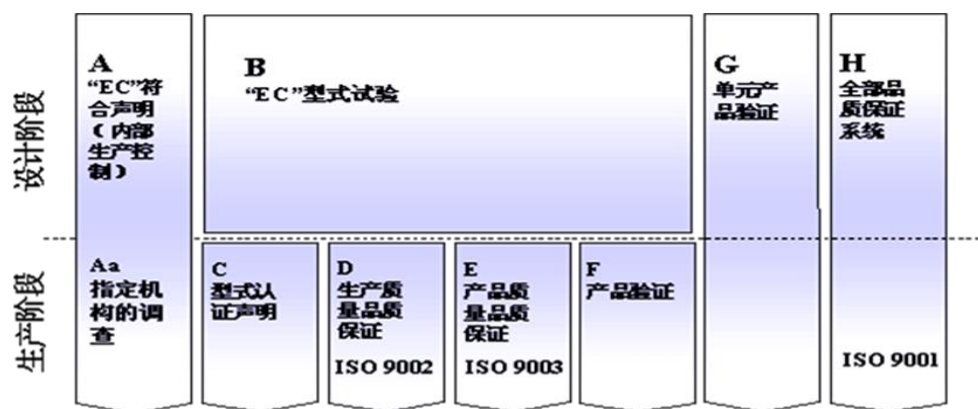 设计阶段
A
“EC”符
合声明
（内部
生产控
制）
B
“EC”型式试验
G
单元产
品验证
H
全部品
质保证
系统
生产阶段
Aa
指定机
构的调
查
C
型式认
证声明
D
生产质
量品质
保证
ISO 9002
E
产品质
量品质
保证
ISO 9003
F
产品验证
ISO 9001